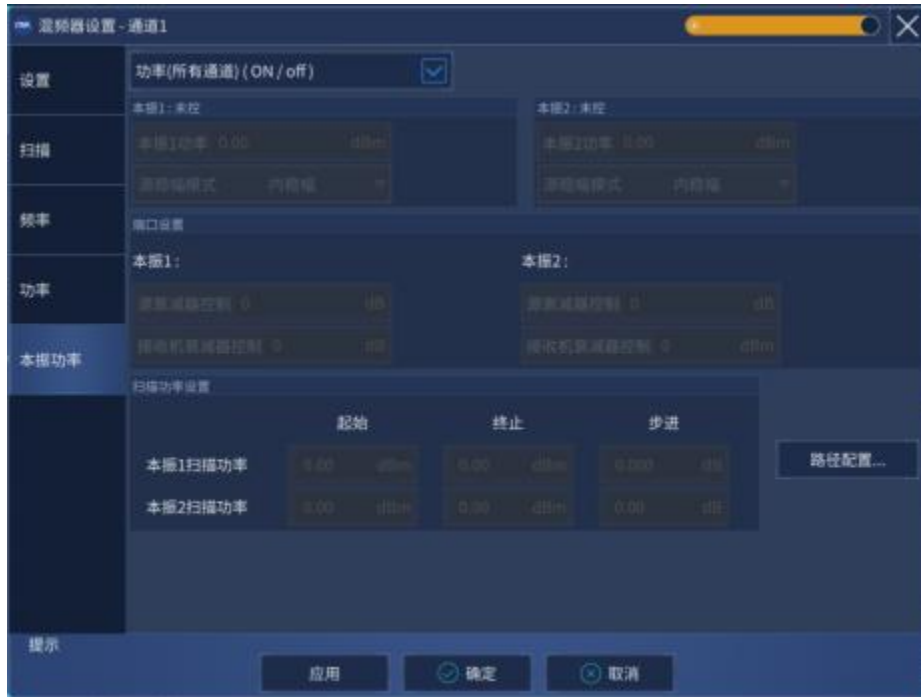 混频器设置 - 通道1
设置
扫描
频率
功率
本振功率
功率(所有通道) ( ON / off )
本振1 : 未控
本振2 : 未控
本振1功率 0.00 dBm
本振2功率 0.00 dBm
源稳幅模式 内稳幅
源稳幅模式 内稳幅
端口设置
本振1 :
本振2 :
源衰减器控制 0 dB
源衰减器控制 0 dB
接收机衰减器控制 0 dB
接收机衰减器控制 0 dBm
扫描功率设置
起始 终止 步进
本振1扫描功率 0.00 dBm 0.00 dBm 0.000 dB
本振2扫描功率 0.00 dBm 0.00 dBm 0.00 dB
路径配置...
提示
应用 确定 取消